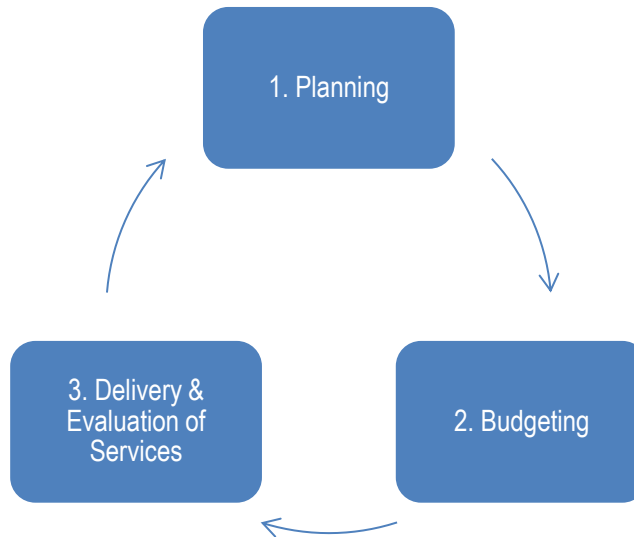 1. Planning
2. Budgeting
3. Delivery &
Evaluation of
Services